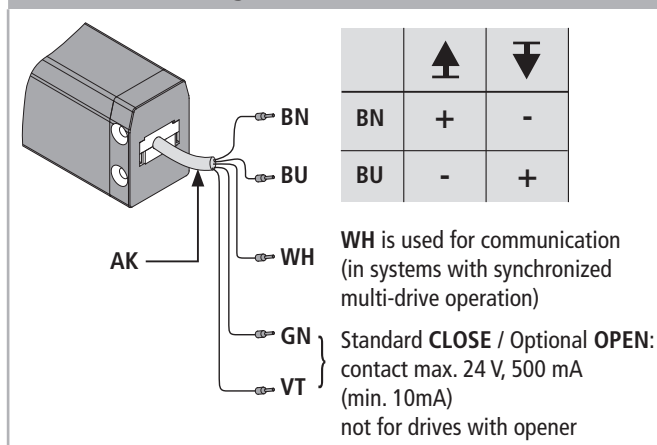 BN
BU
AK
WH
GN
VT
BN + -
BU - +
WH is used for communication
(in systems with synchronized
multi-drive operation)
Standard CLOSE / Optional OPEN:
contact max. 24 V, 500 mA
(min. 10mA)
not for drives with opener